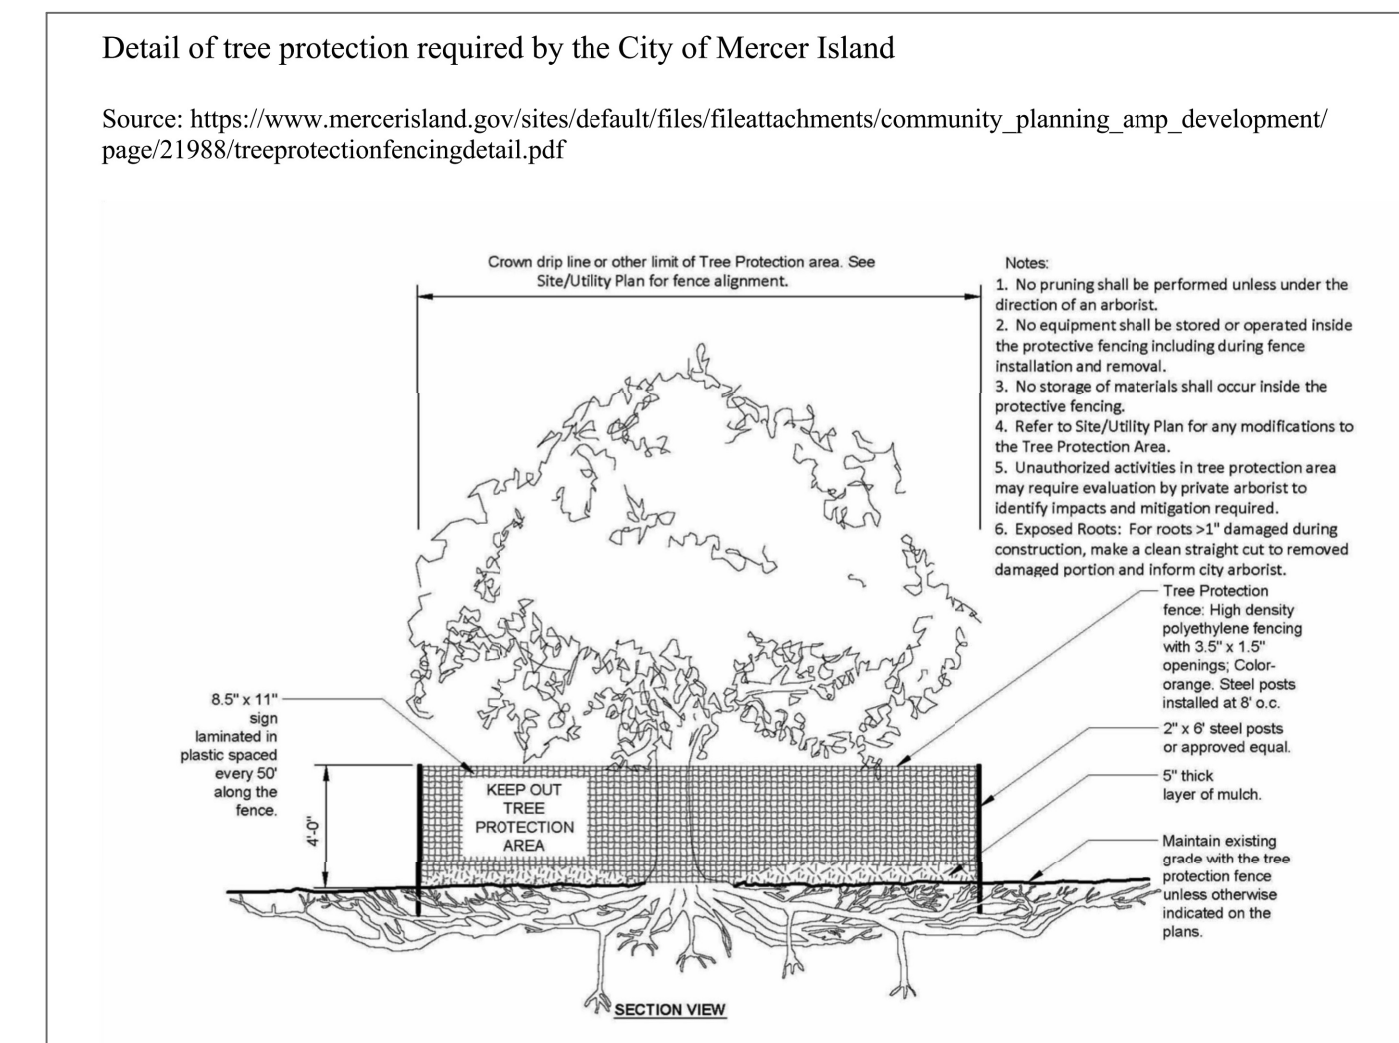 Detail of tree protection required by the City of Mercer Island
Source: https://www.mercerisland.gov/sites/default/files/fileattachments/community_planning_amp_development/
page/21988/treeprotectionfencingdetail.pdf
Crown drip line or other limit of Tree Protection area. See
Site/Utility Plan for fence alignment.
Notes:
1. No pruning shall be performed unless under the
direction of an arborist.
2. No equipment shall be stored or operated inside
the protective fencing including during fence
installation and removal.
3. No storage of materials shall occur inside the
protective fencing.
4. Refer to Site/Utility Plan for any modifications to
the Tree Protection Area.
5. Unauthorized activities in tree protection area
may require evaluation by private arborist to
identify impacts and mitigation required.
6. Exposed Roots: For roots >1" damaged during
construction, make a clean straight cut to removed
damaged portion and inform city arborist.
Tree Protection
fence: High density
polyethylene fencing
with 3.5" x 1.5"
openings; Color-
orange. Steel posts
installed at 8' o.c.
2" x 6' steel posts
or approved equal.
5" thick
layer of mulch.
Maintain existing
grade with the tree
protection fence
unless otherwise
indicated on the
plans.
8.5" x 11"
sign
laminated in
plastic spaced
every 50'
along the
fence.
4'-0"
KEEP OUT
TREE
PROTECTION
AREA
SECTION VIEW